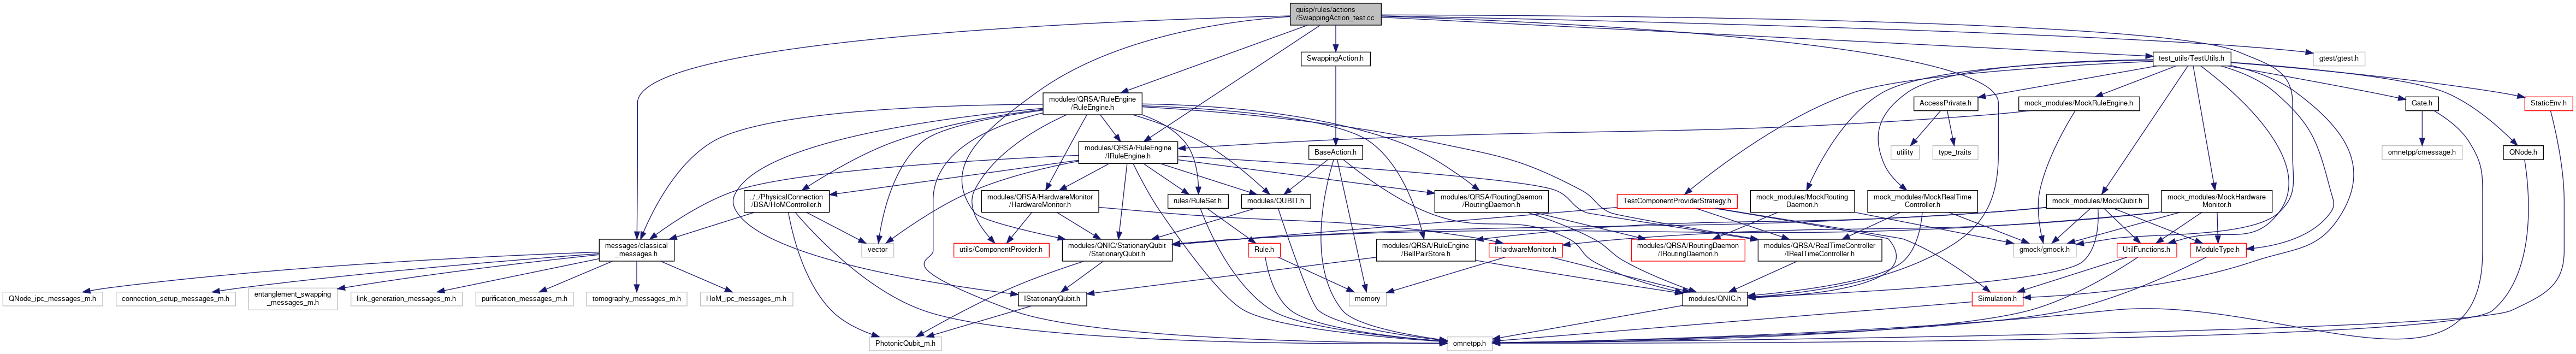 quisp/rules/actions
/SwappingAction_test.cc
SwappingAction.h
test_utils/TestUtils.h
gtest/gtest.h
modules/QRSA/RuleEngine
/RuleEngine.h
AccessPrivate.h
mock_modules/MockRuleEngine.h
Gate.h
StaticEnv.h
modules/QRSA/RuleEngine
/IRuleEngine.h
BaseAction.h
utility
type_traits
omnetpp/cmessage.h
QNode.h
../../PhysicalConnection
/BSA/HoMController.h
modules/QRSA/HardwareMonitor
/HardwareMonitor.h
rules/RuleSet.h
modules/QUBIT.h
modules/QRSA/RoutingDaemon
/RoutingDaemon.h
TestComponentProviderStrategy.h
mock_modules/MockRouting
Daemon.h
mock_modules/MockRealTime
Controller.h
mock_modules/MockQubit.h
mock_modules/MockHardware
Monitor.h
messages/classical
_messages.h
vector
utils/ComponentProvider.h
modules/QNIC/StationaryQubit
/StationaryQubit.h
Rule.h
modules/QRSA/RuleEngine
/BellPairStore.h
IHardwareMonitor.h
modules/QRSA/RoutingDaemon
/IRoutingDaemon.h
modules/QRSA/RealTimeController
/IRealTimeController.h
gmock/gmock.h
UtilFunctions.h
ModuleType.h
QNode_ipc_messages_m.h
connection_setup_messages_m.h
entanglement_swapping
_messages_m.h
link_generation_messages_m.h
purification_messages_m.h
tomography_messages_m.h
HoM_ipc_messages_m.h
IStationaryQubit.h
memory
modules/QNIC.h
Simulation.h
PhotonicQubit_m.h
omnetpp.h